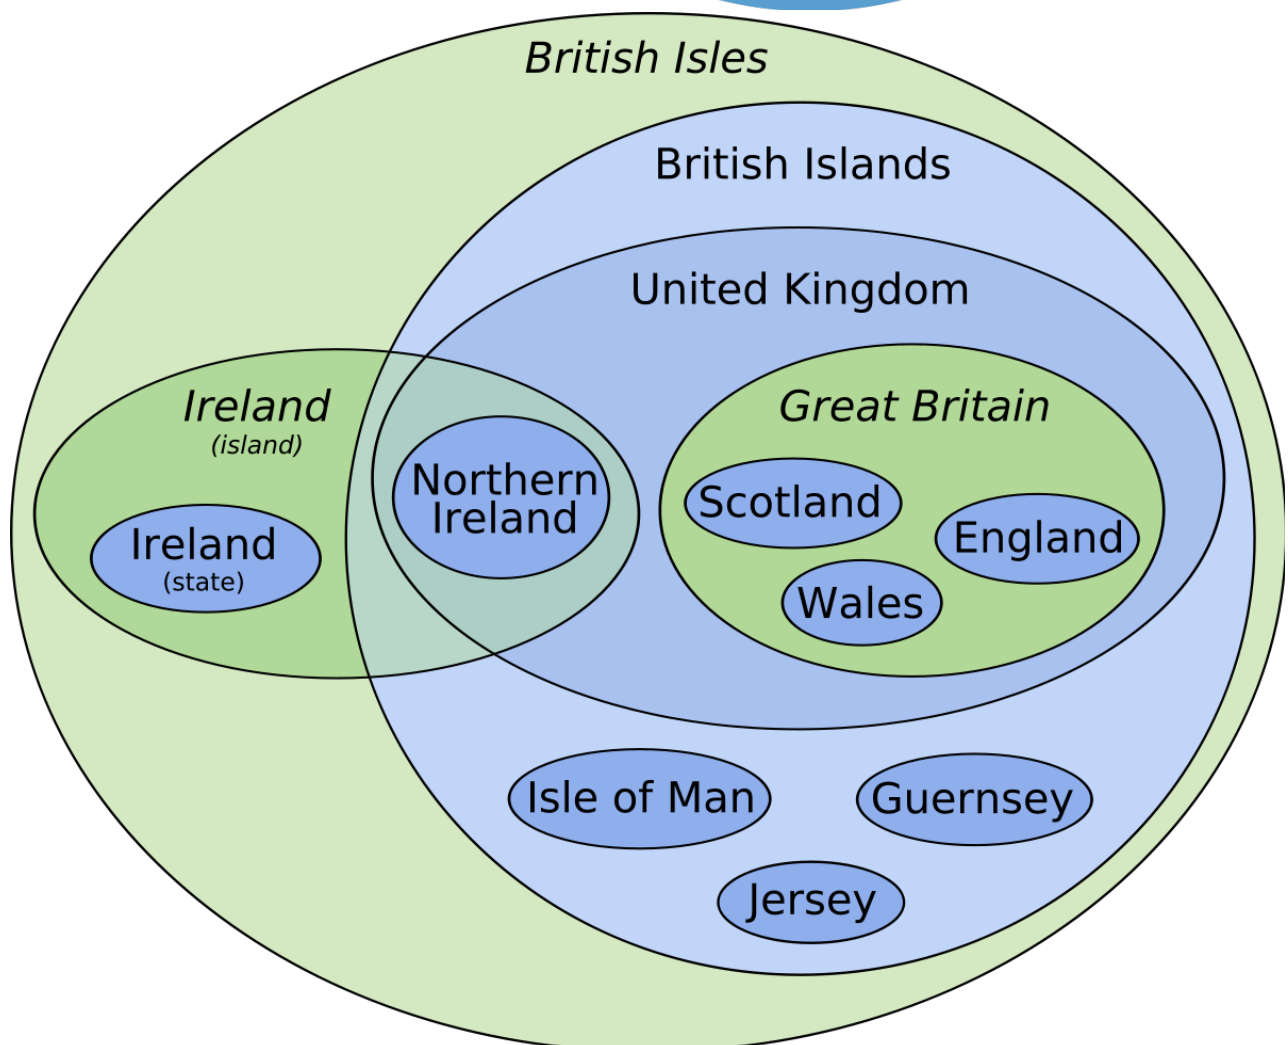 British Isles
British Islands
United Kingdom
Ireland
(island)
Great Britain
Northern
Ireland
Scotland
England
Ireland
(state)
Wales
Isle of Man
Guernsey
Jersey